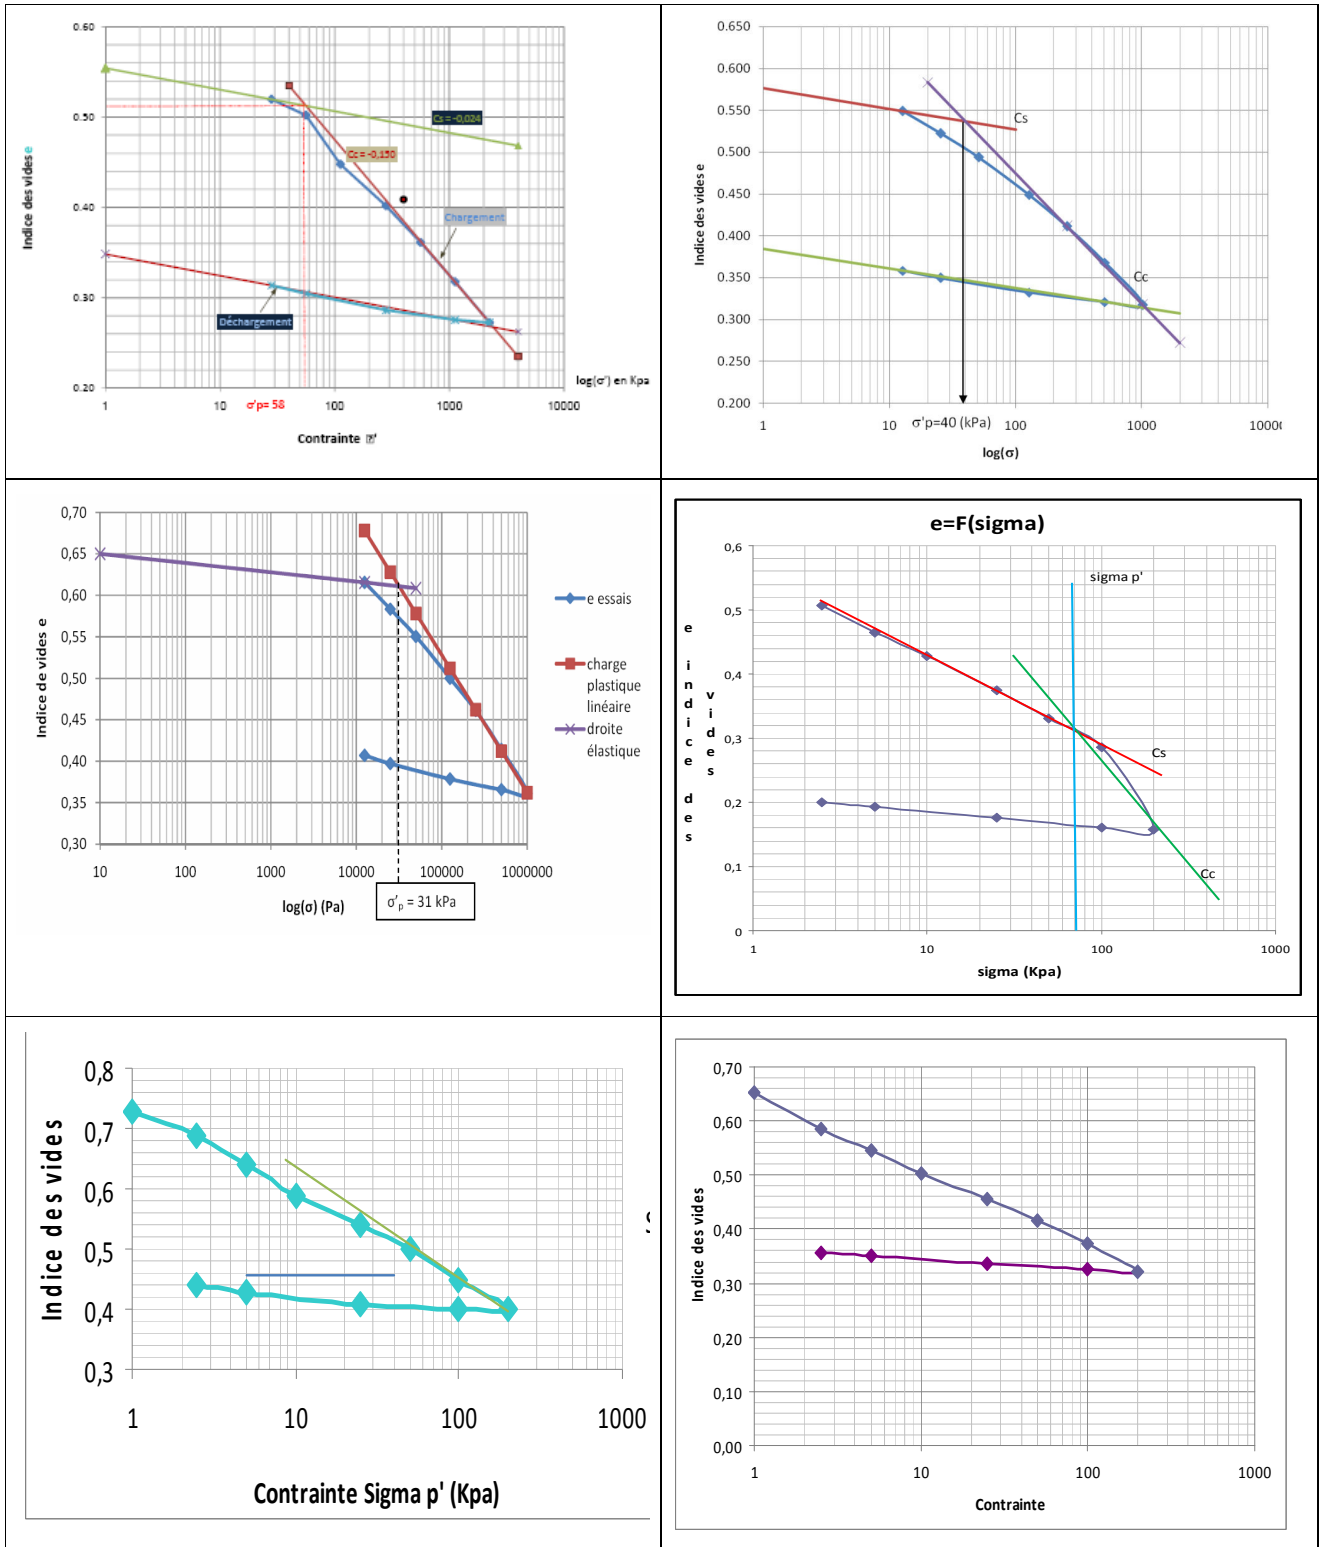 0.60
0.50
0.40
0.30
0.20
Indice des vides e
Cs = -0,024
Cc = -0,150
Chargement
Déchargement
1
10
100
1000
10000
σ'p= 58
log(σ') en Kpa
Contrainte
0.650
0.600
0.550
0.500
0.450
0.400
0.350
0.300
0.250
0.200
Indice des vides e
Cs
Cc
1
10
σ'p=40 (kPa)
100
1000
1000
log(σ)
0,70
0,65
0,60
0,55
0,50
0,45
0,40
0,35
0,30
Indice de vides e
e essais
charge
plastique
linéaire
droite
élastique
10
100
1000
10000
100000
1000000
log(σ) (Pa)
σ'p = 31 kPa
e=F(sigma)
sigma p'
0,6
0,5
0,4
0,3
0,2
0,1
0
e indice des vides
Cs
Cc
1
10
100
1000
sigma (Kpa)
0,8
0,7
0,6
0,5
0,4
0,3
Indice des vides
1
10
100
1000
Contrainte Sigma p' (Kpa)
0,70
0,60
0,50
0,40
0,30
0,20
0,10
0,00
Indice des vides
1
10
100
1000
Contrainte